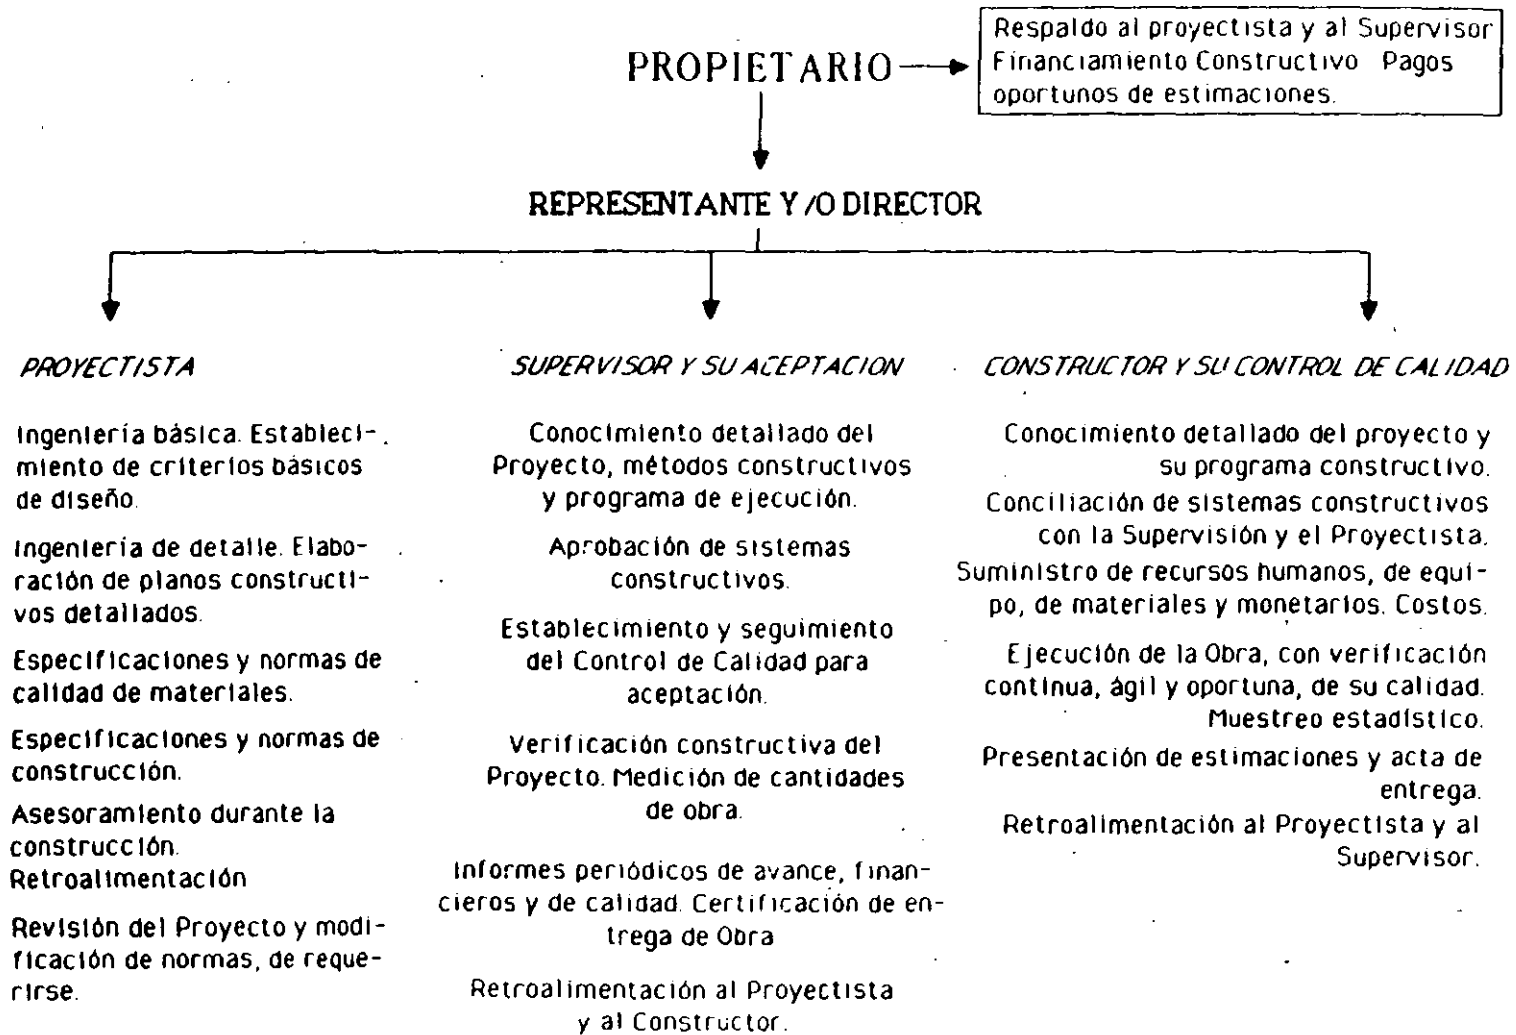 PROPIETARIO
Respaldo al proyectista y al Supervisor
Financiamiento Constructivo Pagos
oportunos de estimaciones.
REPRESENTANTE Y/O DIRECTOR
PROYECTISTA
Ingeniería básica. Estableci-
miento de criterios básicos
de diseño.
Ingeniería de detalle. Elabo-
ración de planos constructi-
vos detallados.
Especificaciones y normas de
calidad de materiales.
Especificaciones y normas de
construcción.
Asesoramiento durante la
construcción.
Retroalimentación
Revisión del Proyecto y modi-
ficación de normas, de reque-
rirse.
SUPERVISOR Y SU ACEPTACION
Conocimiento detallado del
Proyecto, métodos constructivos
y programa de ejecución.
Aprobación de sistemas
constructivos.
Establecimiento y seguimiento
del Control de Calidad para
aceptación.
Verificación constructiva del
Proyecto. Medición de cantidades
de obra.
Informes periódicos de avance, finan-
cieros y de calidad. Certificación de en-
trega de Obra
Retroalimentación al Proyectista
y al Constructor.
CONSTRUCTOR Y SU CONTROL DE CALIDAD
Conocimiento detallado del proyecto y
su programa constructivo.
Conciliación de sistemas constructivos
con la Supervisión y el Proyectista.
Suministro de recursos humanos, de equi-
po, de materiales y monetarios. Costos.
Ejecución de la Obra, con verificación
continua, ágil y oportuna, de su calidad.
Muestreo estadístico.
Presentación de estimaciones y acta de
entrega.
Retroalimentación al Proyectista y al
Supervisor.